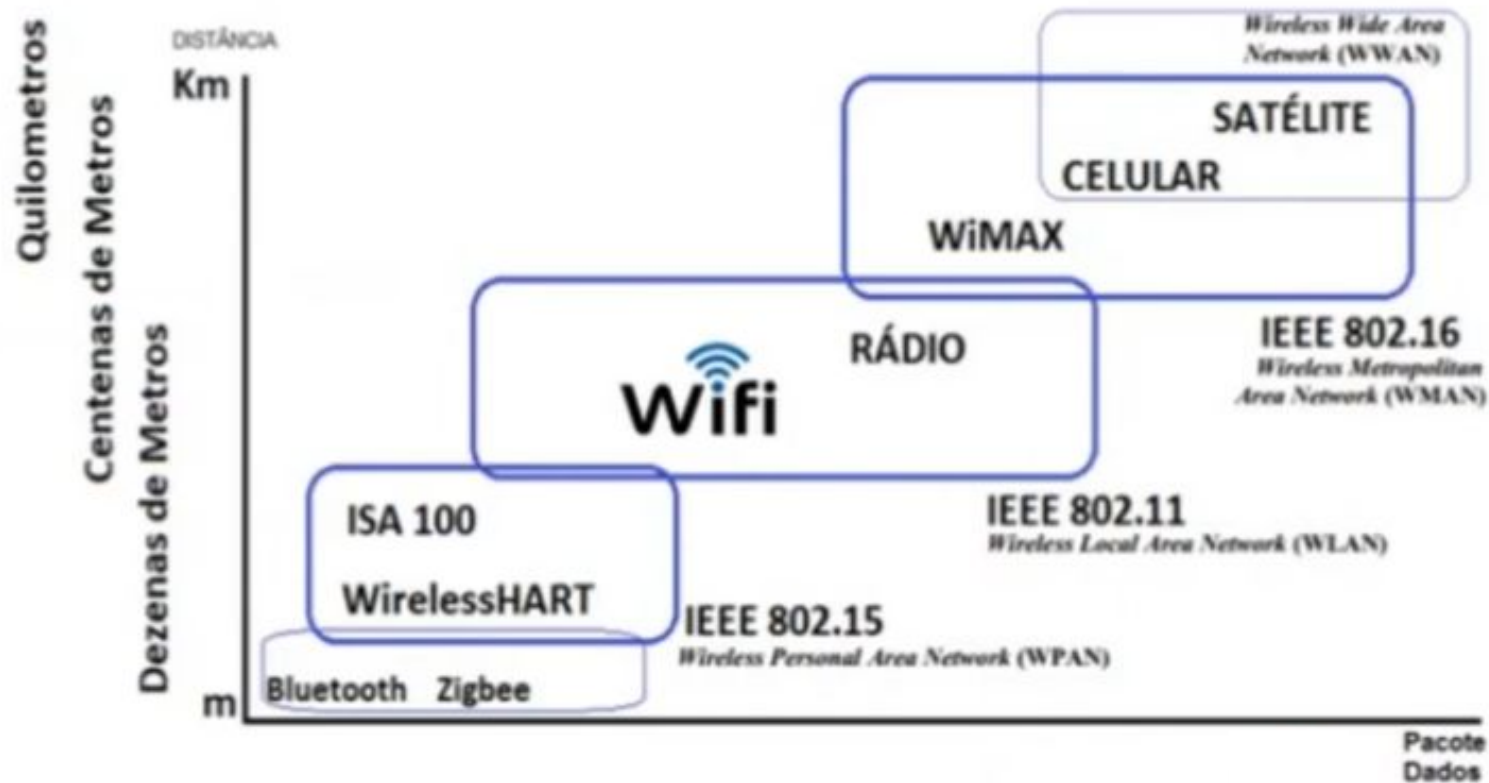 Quilometros
Centenas de Metros
Dezenas de Metros
DISTÂNCIA
Km
m
Wireless Wide Area
Network (WWAN)
SATÉLITE
CELULAR
WiMAX
IEEE 802.16
Wireless Metropolitan
Area Network (WMAN)
RÁDIO
Wifi
IEEE 802.11
Wireless Local Area Network (WLAN)
ISA 100
WirelessHART
IEEE 802.15
Wireless Personal Area Network (WPAN)
Bluetooth Zigbee
Pacote
Dados